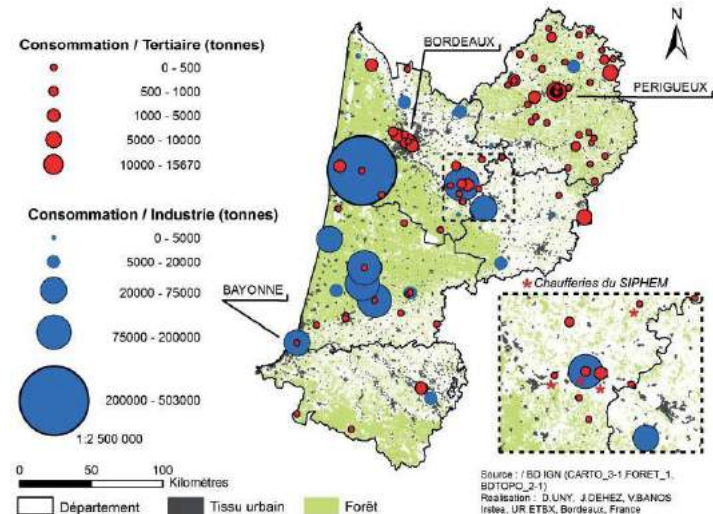 Consommation / Tertiaire (tonnes)
0 - 500
500 - 1000
1000 - 5000
5000 - 10000
10000 - 15670
Consommation / Industrie (tonnes)
0 - 5000
5000 - 20000
20000 - 75000
75000 - 200000
200000 - 503000
1:2 500 000
0 50 100
Kilomètres
Département
Tissu urbain
Forêt
BORDEAUX
N
PERIGUEUX
BAYONNE
* Chaufferies du SIPHEM
Source : / BD IGN (CARTO_3-1,FORET_1,
BDTOPO_2-1)
Realisation : D.UNY, J.DEHEZ, V.BANOS
Irstea, UR ETBX, Bordeaux, France